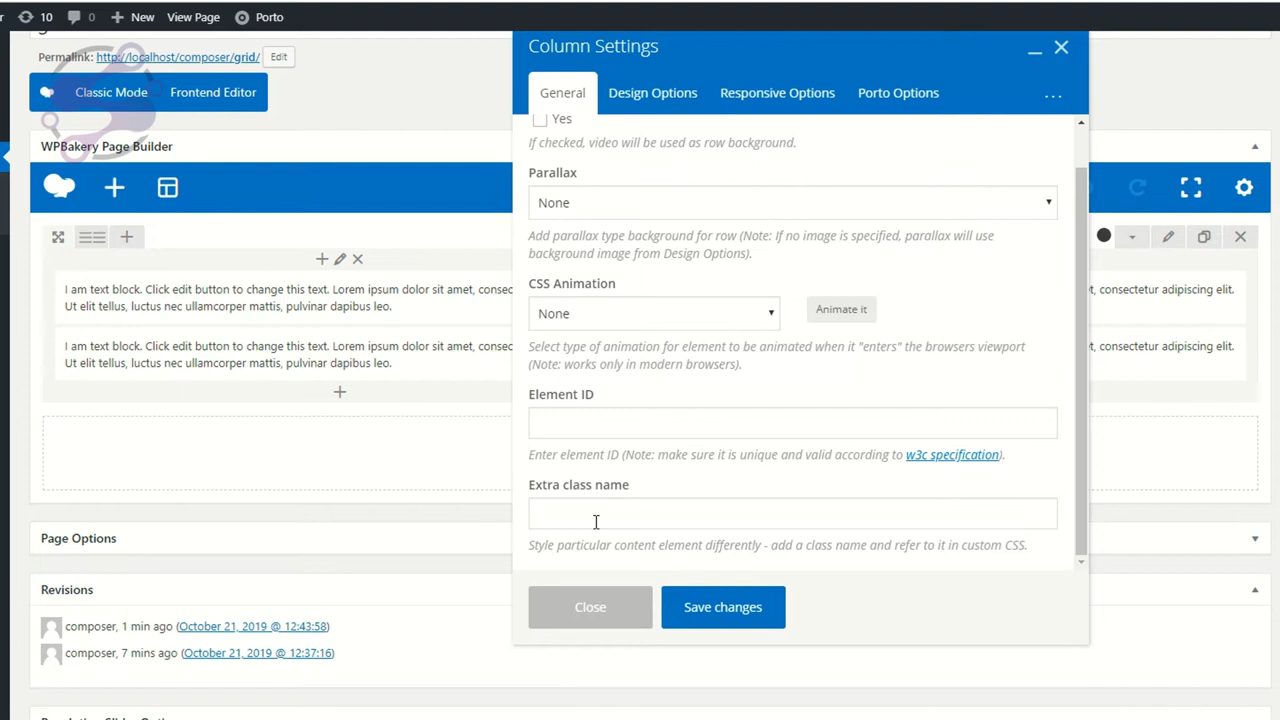 10
0
New
View Page
Porto
Permalink: http://localhost/composer/grid/
Edit
Classic Mode
Frontend Editor
WPBakery Page Builder
I am text block. Click edit button to change this text. Lorem ipsum dolor sit amet, consec
Ut elit tellus, luctus nec ullamcorper mattis, pulvinar dapibus leo.
I am text block. Click edit button to change this text. Lorem ipsum dolor sit amet, consec
Ut elit tellus, luctus nec ullamcorper mattis, pulvinar dapibus leo.
t, consectetur adipiscing elit.
t, consectetur adipiscing elit.
Page Options
Revisions
composer, 1 min ago (October 21, 2019 @ 12:43:58)
composer, 7 mins ago (October 21, 2019 @ 12:37:16)
Column Settings
General
Design Options
Responsive Options
Porto Options
...
Yes
If checked, video will be used as row background.
Parallax
None
Add parallax type background for row (Note: If no image is specified, parallax will use
background image from Design Options).
CSS Animation
None
Animate it
Select type of animation for element to be animated when it "enters" the browsers viewport
(Note: works only in modern browsers).
Element ID
Enter element ID (Note: make sure it is unique and valid according to w3c specification).
Extra class name
Style particular content element differently - add a class name and refer to it in custom CSS.
Close
Save changes